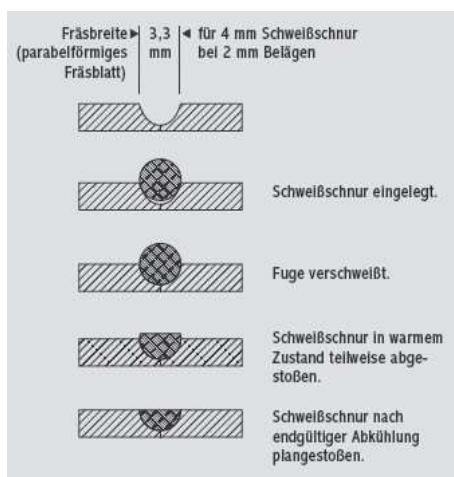 Fräsbreite 3,3 für 4 mm Schweißschnur
(parabelförmiges mm bei 2 mm Belägen
Fräsblatt)
Schweißschnur eingelegt.
Fuge verschweißt.
Schweißschnur in warmem
Zustand teilweise abge-
stoßen.
Schweißschnur nach
endgültiger Abkühlung
plangestoßen.